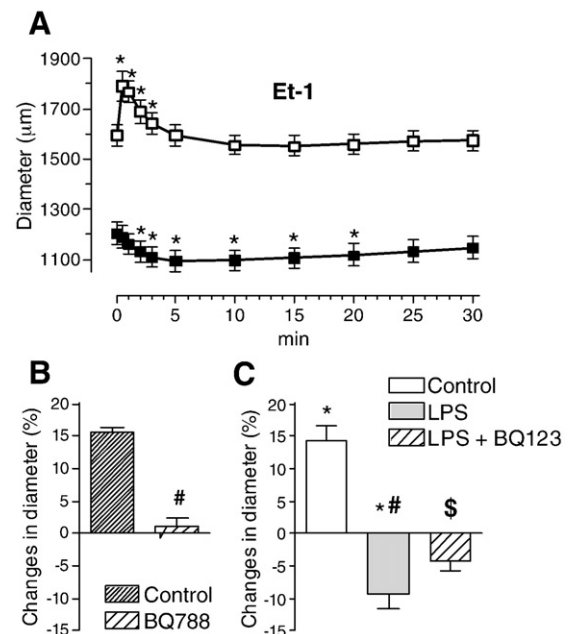 A
Et-1
Diameter (μm)
1900
1700
1500
1300
1100
* * * *
* * * * * *
0 5 10 15 20 25 30
min
B
Changes in diameter (%)
20
15
10
5
0
-5
-10
-15
#
Control
BQ788
C
Control
LPS
LPS + BQ123
Changes in diameter (%)
20
15
10
5
0
-5
-10
-15
*
*#
$